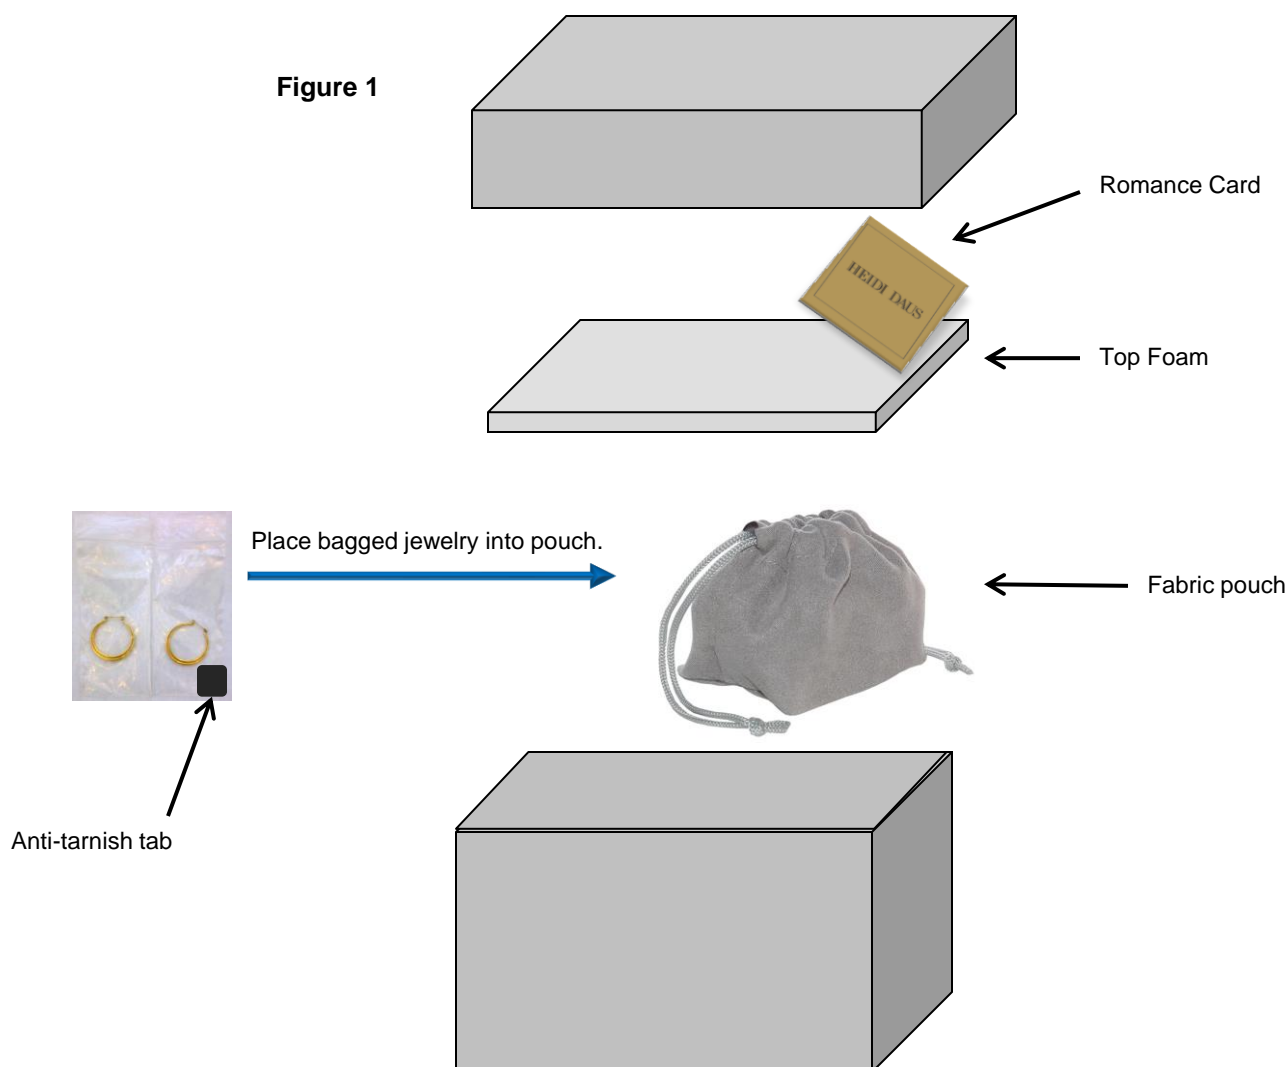 Figure 1
Romance Card
HEIDI DAUS
Top Foam
Place bagged jewelry into pouch.
Fabric pouch
Anti-tarnish tab